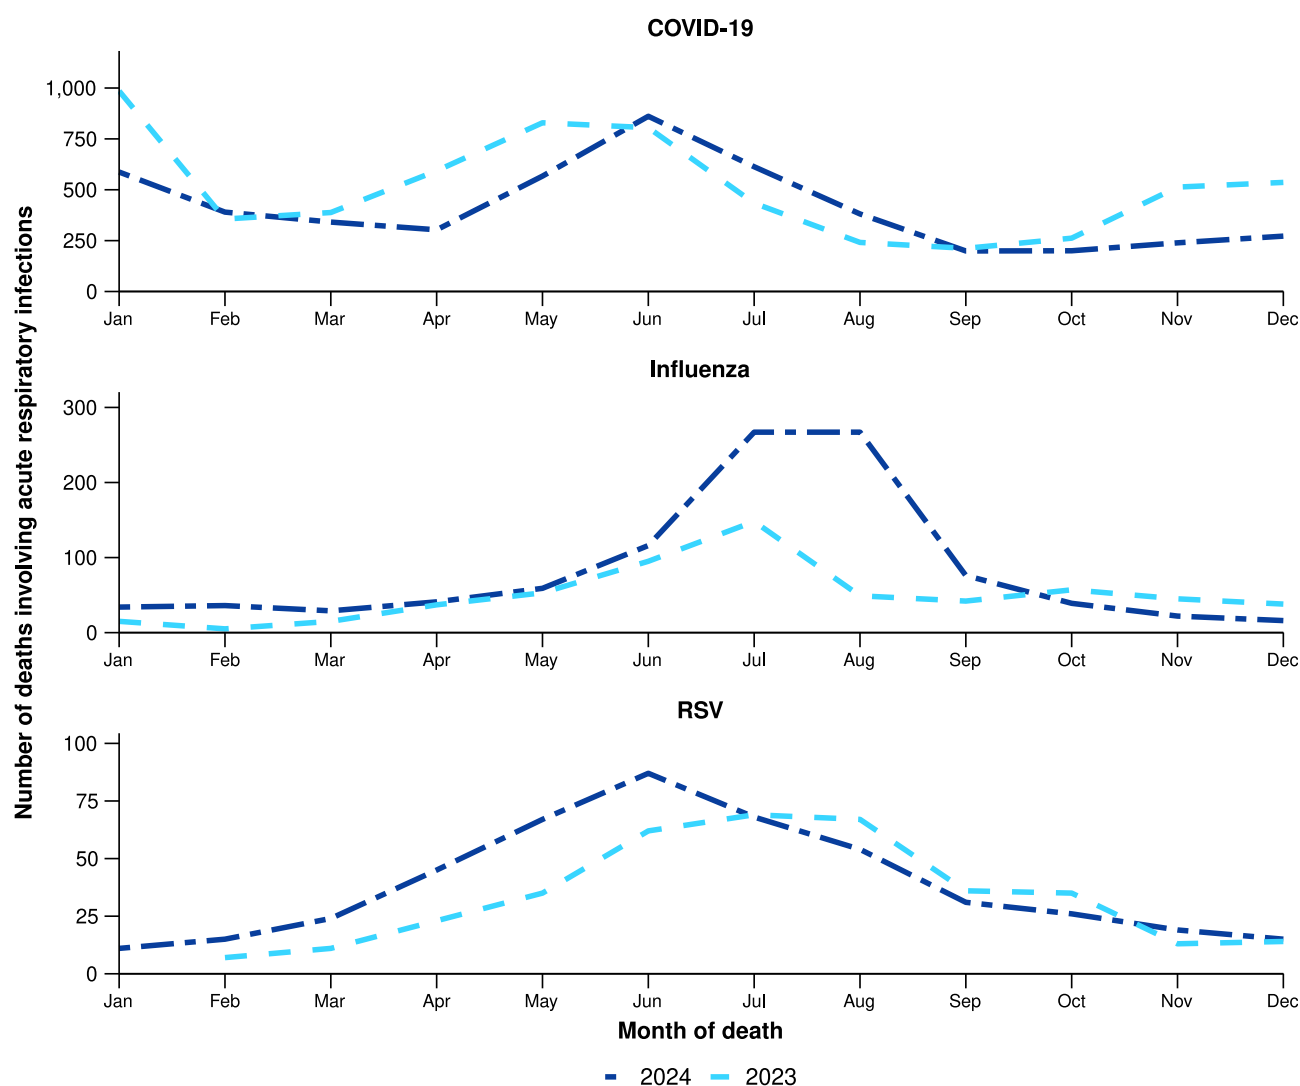 COVID-19
1,000
750
500
250
0
Jan Feb Mar Apr May Jun Jul Aug Sep Oct Nov Dec
Number of deaths involving acute respiratory infections
Influenza
300
200
100
0
Jan Feb Mar Apr May Jun Jul Aug Sep Oct Nov Dec
RSV
100
75
50
25
0
Jan Feb Mar Apr May Jun Jul Aug Sep Oct Nov Dec
Month of death
2024 2023